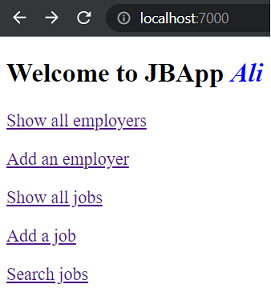 localhost:7000
Welcome to JBApp Ali
Show all employers
Add an employer
Show all jobs
Add a job
Search jobs